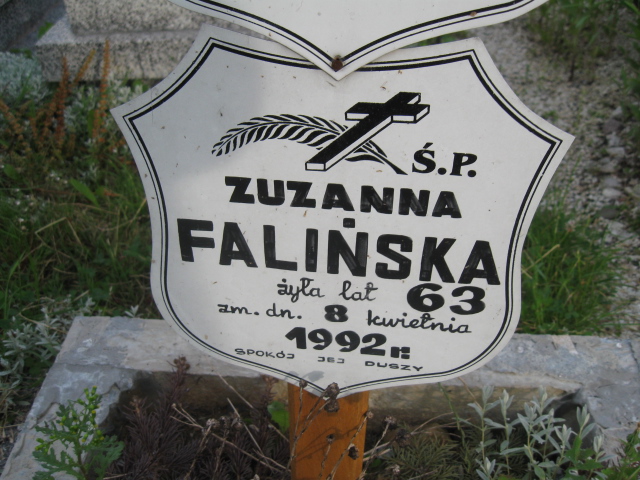 Ś.P.
ZUZANNA
FALIŃSKA
żyła lat 63
zm. dn. 8 kwietnia
1992 r.
SPOKÓJ JEJ DUSZY